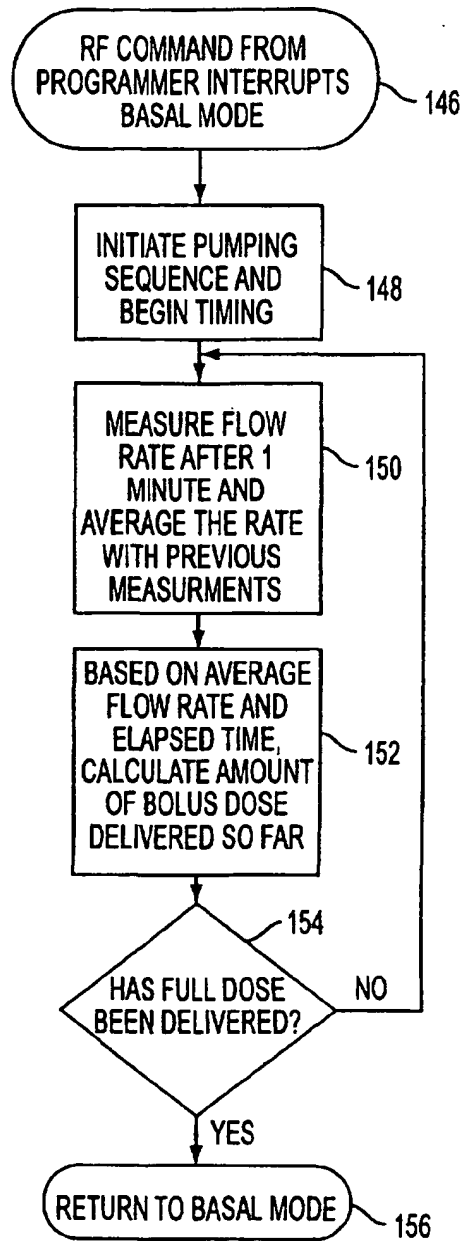 RF COMMAND FROM
PROGRAMMER INTERRUPTS
BASAL MODE
146
INITIATE PUMPING
SEQUENCE AND
BEGIN TIMING
148
MEASURE FLOW
RATE AFTER 1
MINUTE AND
AVERAGE THE RATE
WITH PREVIOUS
MEASURMENTS
150
BASED ON AVERAGE
FLOW RATE AND
ELAPSED TIME,
CALCULATE AMOUNT
OF BOLUS DOSE
DELIVERED SO FAR
152
154
HAS FULL DOSE
BEEN DELIVERED?
NO
YES
RETURN TO BASAL MODE
156